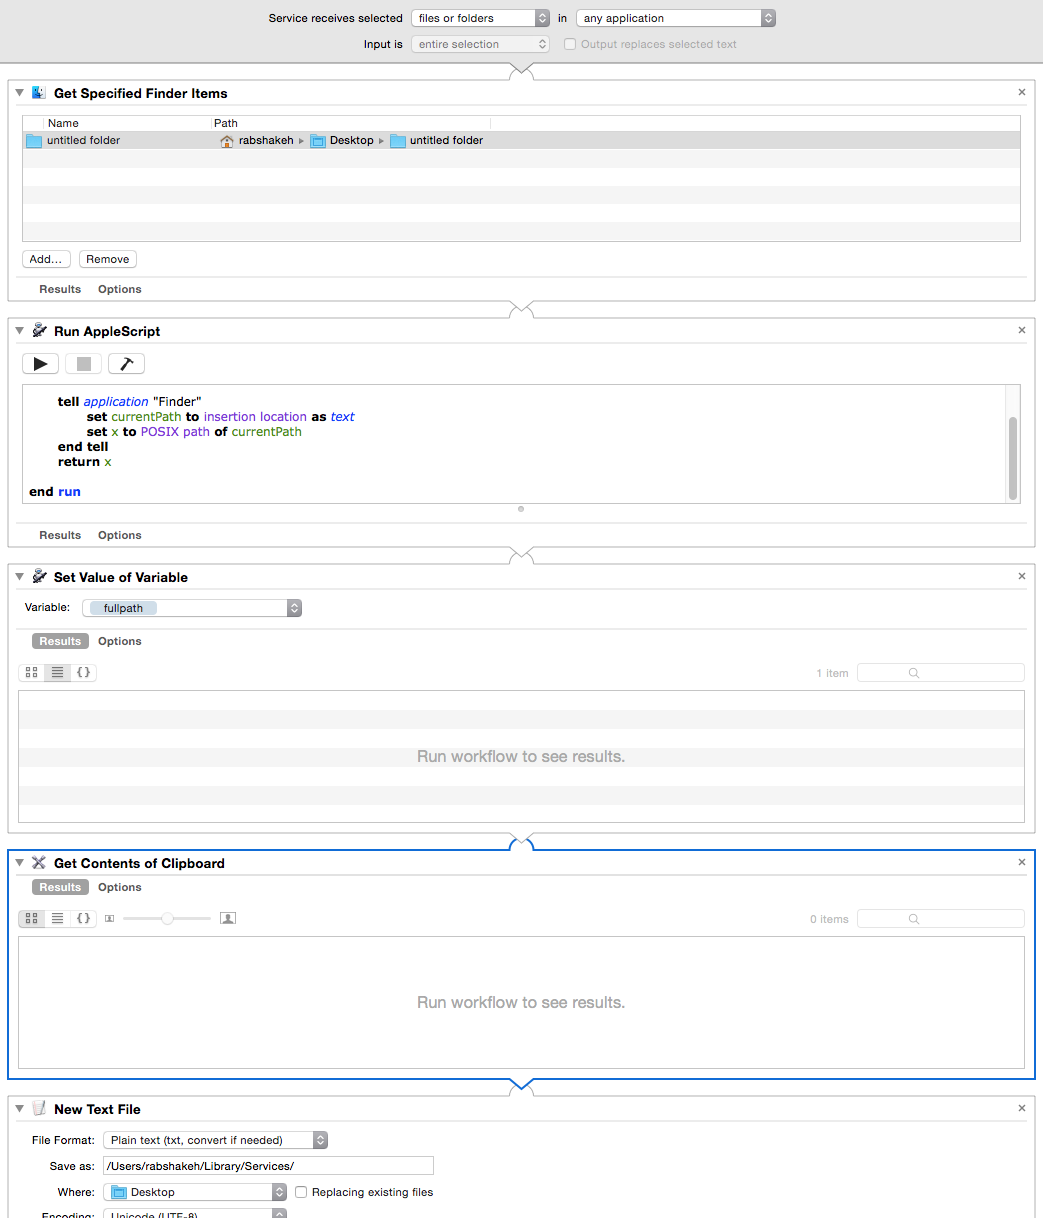 Service receives selected files or folders in any application
Input is entire selection Output replaces selected text
Get Specified Finder Items
Name Path
untitled folder rabshakeh Desktop untitled folder
Add... Remove
Results Options
Run AppleScript
tell application "Finder"
set currentPath to insertion location as text
set x to POSIX path of currentPath
end tell
return x
end run
Results Options
Set Value of Variable
Variable: fullpath
Results Options
1 item
Run workflow to see results.
Get Contents of Clipboard
Results Options
0 items
Run workflow to see results.
New Text File
File Format: Plain text (txt, convert if needed)
Save as: /Users/rabshakeh/Library/Services/
Where: Desktop Replacing existing files
Encoding: Unicode (UTF-8)